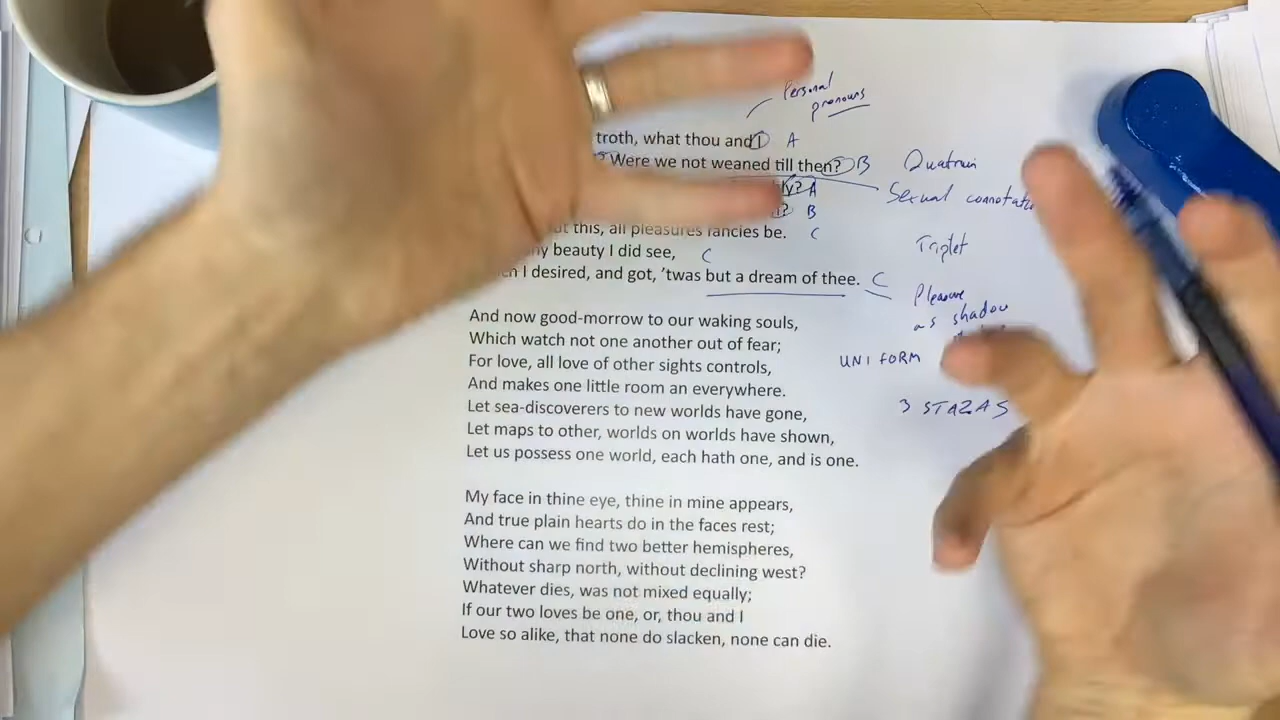 Personal
pronouns
troth, what thou and I A
? Were we not weaned till then? B Quatrain
ly? A Sexual connotat
? B
this, all pleasures fancies be. C
ny beauty I did see, C Triplet
I desired, and got, ’twas but a dream of thee. C
Pleasure
as shadow
And now good-morrow to our waking souls,
Which watch not one another out of fear;
For love, all love of other sights controls, UNIFORM
And makes one little room an everywhere.
Let sea-discoverers to new worlds have gone, 3 STAZAS
Let maps to other, worlds on worlds have shown,
Let us possess one world, each hath one, and is one.
My face in thine eye, thine in mine appears,
And true plain hearts do in the faces rest;
Where can we find two better hemispheres,
Without sharp north, without declining west?
Whatever dies, was not mixed equally;
If our two loves be one, or, thou and I
Love so alike, that none do slacken, none can die.